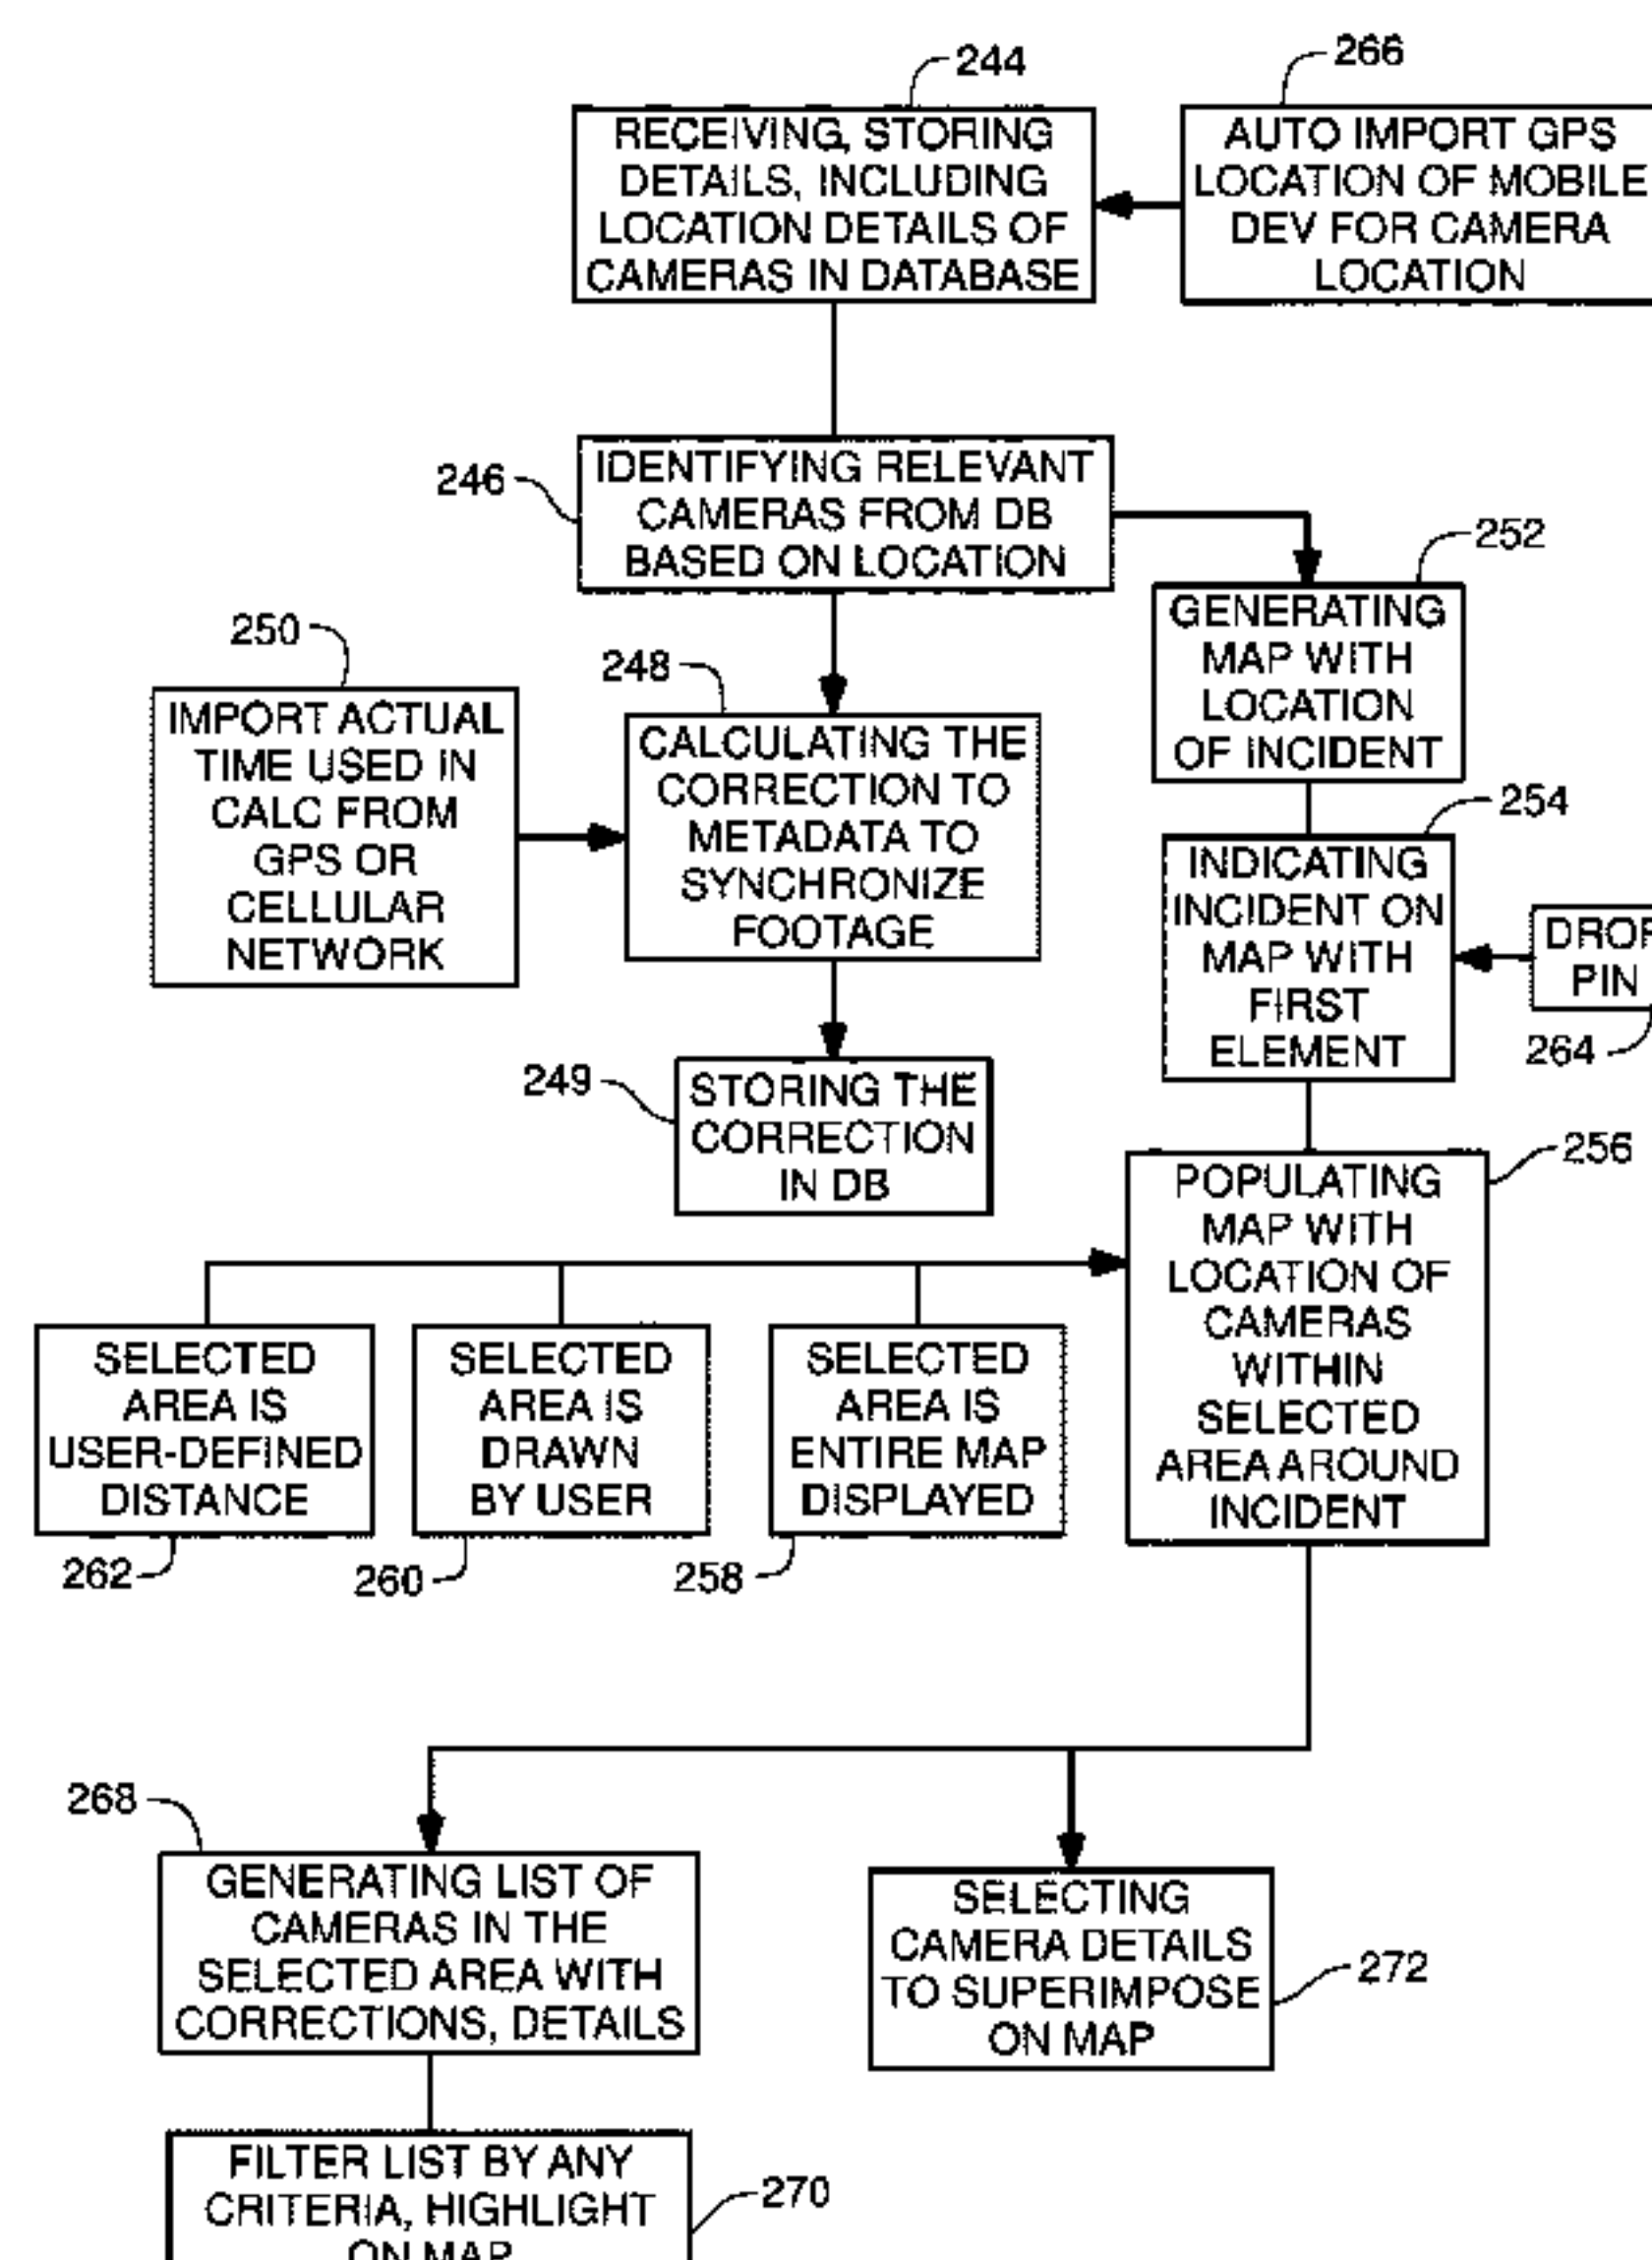 244
RECEIVING, STORING
DETAILS, INCLUDING
LOCATION DETAILS OF
CAMERAS IN DATABASE
266
AUTO IMPORT GPS
LOCATION OF MOBILE
DEV FOR CAMERA
LOCATION
246
IDENTIFYING RELEVANT
CAMERAS FROM DB
BASED ON LOCATION
252
GENERATING
MAP WITH
LOCATION
OF INCIDENT
250
IMPORT ACTUAL
TIME USED IN
CALC FROM
GPS OR
CELLULAR
NETWORK
248
CALCULATING THE
CORRECTION TO
METADATA TO
SYNCHRONIZE
FOOTAGE
254
INDICATING
INCIDENT ON
MAP WITH
FIRST
ELEMENT
DROP
PIN
264
249
STORING THE
CORRECTION
IN DB
256
POPULATING
MAP WITH
LOCATION OF
CAMERAS
WITHIN
SELECTED
AREA AROUND
INCIDENT
SELECTED
AREA IS
USER-DEFINED
DISTANCE
262
SELECTED
AREA IS
DRAWN
BY USER
260
SELECTED
AREA IS
ENTIRE MAP
DISPLAYED
258
268
GENERATING LIST OF
CAMERAS IN THE
SELECTED AREA WITH
CORRECTIONS, DETAILS
SELECTING
CAMERA DETAILS
TO SUPERIMPOSE
ON MAP
272
FILTER LIST BY ANY
CRITERIA, HIGHLIGHT
ON MAP
270